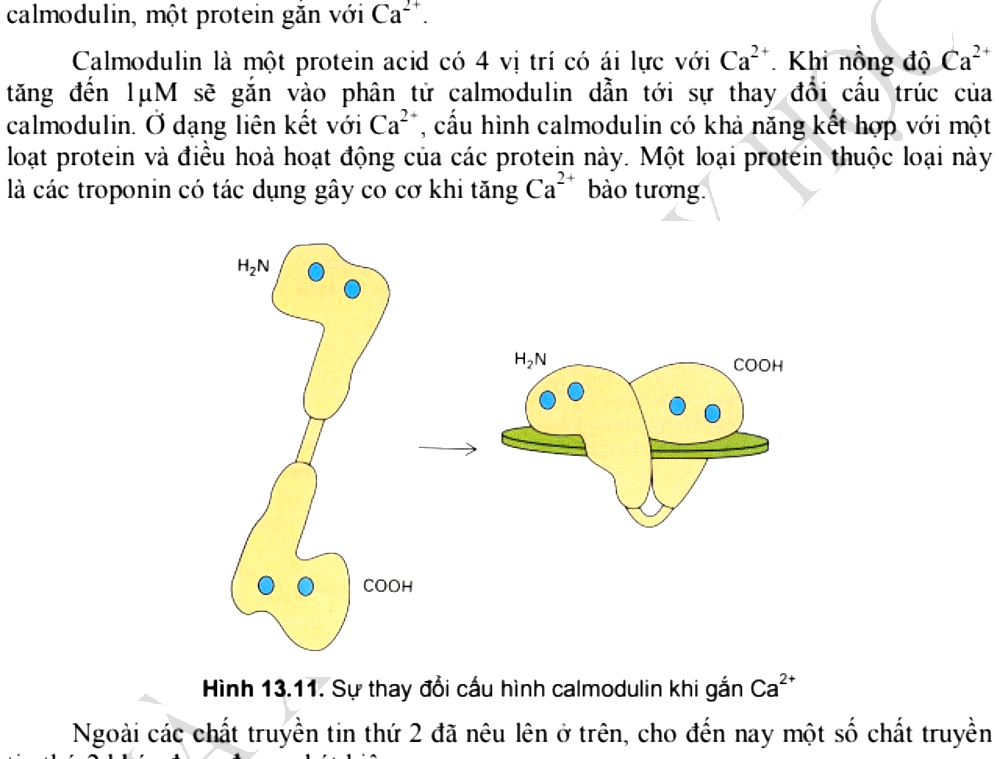 calmodulin, một protein gắn với Ca²⁺.
Calmodulin là một protein acid có 4 vị trí có ái lực với Ca²⁺. Khi nồng độ Ca²⁺
tăng đến 1µM sẽ gắn vào phân tử calmodulin dẫn tới sự thay đổi cấu trúc của
calmodulin. Ở dạng liên kết với Ca²⁺, cấu hình calmodulin có khả năng kết hợp với một
loạt protein và điều hoà hoạt động của các protein này. Một loại protein thuộc loại này
là các troponin có tác dụng gây co cơ khi tăng Ca²⁺ bào tương.
H₂N
COOH
H₂N
COOH
Hình 13.11. Sự thay đổi cấu hình calmodulin khi gắn Ca²⁺
Ngoài các chất truyền tin thứ 2 đã nêu lên ở trên, cho đến nay một số chất truyền